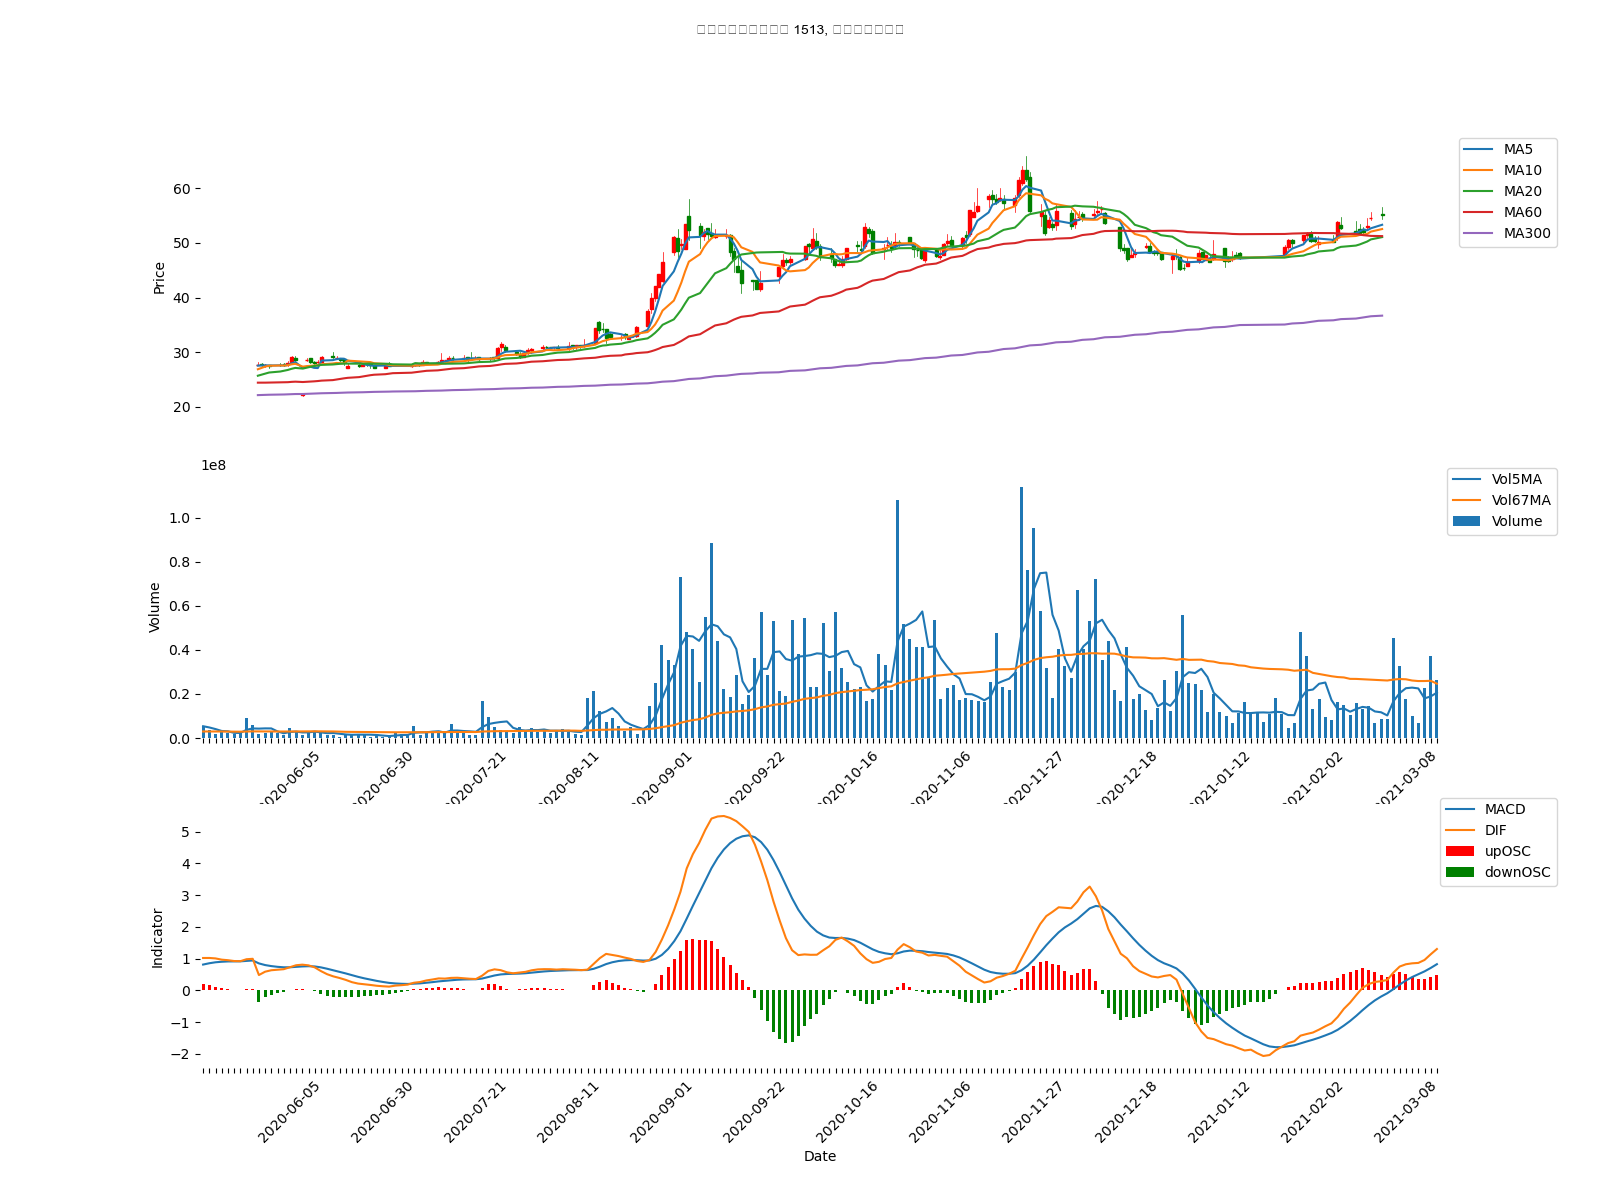 1513,
MA5
MA10
MA20
MA60
MA300
Price
60
50
40
30
20
1e8
Vol5MA
Vol67MA
Volume
Volume
1.0
0.8
0.6
0.4
0.2
0.0
2020-06-05 2020-06-30 2020-07-21 2020-08-11 2020-09-01 2020-09-22 2020-10-16 2020-11-06 2020-11-27 2020-12-18 2021-01-12 2021-02-02 2021-03-08
MACD
DIF
upOSC
downOSC
Indicator
5
4
3
2
1
0
−1
−2
2020-06-05 2020-06-30 2020-07-21 2020-08-11 2020-09-01 2020-09-22 2020-10-16 2020-11-06 2020-11-27 2020-12-18 2021-01-12 2021-02-02 2021-03-08
Date